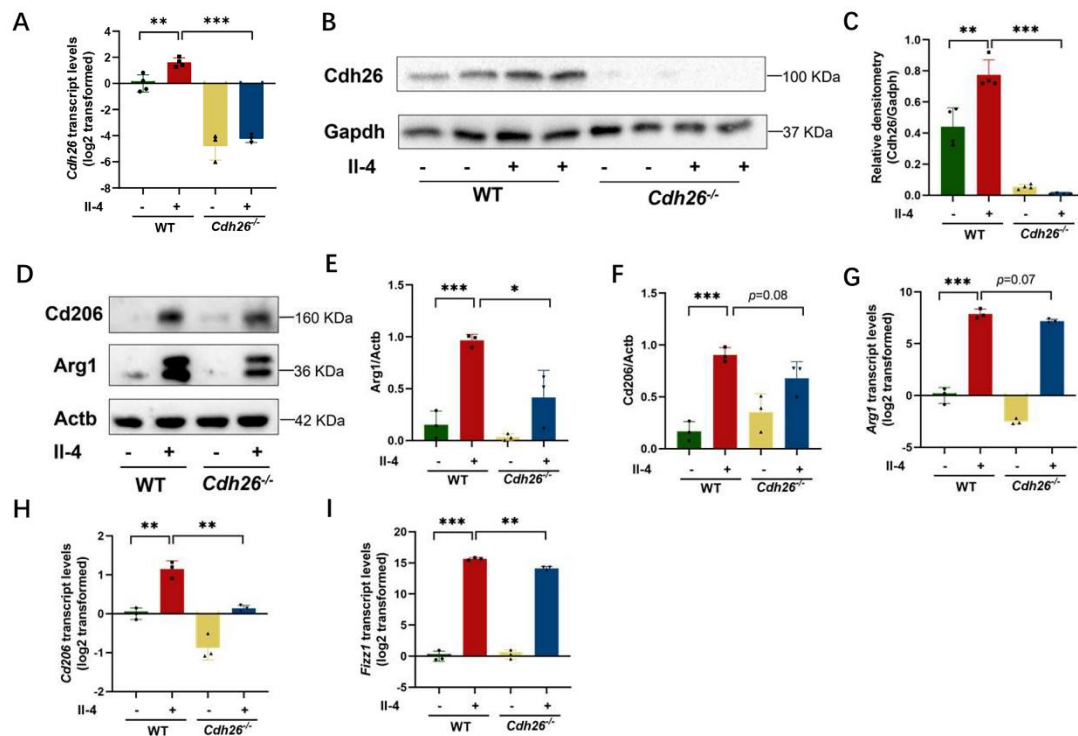 A
Cdh26 transcript levels
(log2 transformed)
** ***
4
2
0
-2
-4
-6
-8
Il-4 - + - +
WT Cdh26-/-
B
Cdh26 100 KDa
Gapdh 37 KDa
Il-4 - - + + - - + +
WT Cdh26-/-
C
Relative densitometry
(Cdh26/Gadph)
** ***
1.0
0.8
0.6
0.4
0.2
0.0
Il-4 - + - +
WT Cdh26-/-
D
Cd206 160 KDa
Arg1 36 KDa
Actb 42 KDa
Il-4 - + - +
WT Cdh26-/-
E
Arg1/Actb
*** *
1.5
1.0
0.5
0.0
Il-4 - + - +
WT Cdh26-/-
F
Cd206/Actb
*** p=0.08
1.5
1.0
0.5
0.0
Il-4 - + - +
WT Cdh26-/-
G
Arg1 transcript levels
(log2 transformed)
*** p=0.07
10
5
0
-5
Il-4 - + - +
WT Cdh26-/-
H
Cd206 transcript levels
(log2 transformed)
** **
2
1
0
-1
-2
Il-4 - + - +
WT Cdh26-/-
I
Fizz1 transcript levels
(log2 transformed)
*** **
20
15
10
5
0
-5
Il-4 - + - +
WT Cdh26-/-